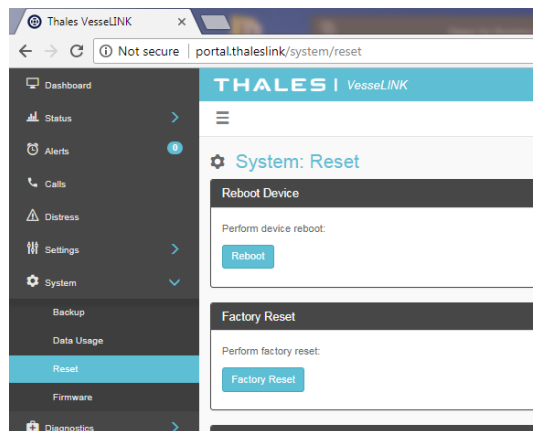 Thales VesseLINK
Not secure | portal.thaleslink/system/reset
Dashboard
Status
Alerts 0
Calls
Distress
Settings
System
Backup
Data Usage
Reset
Firmware
Diagnostics
THALES | VesseLINK
System: Reset
Reboot Device
Perform device reboot:
Reboot
Factory Reset
Perform factory reset:
Factory Reset